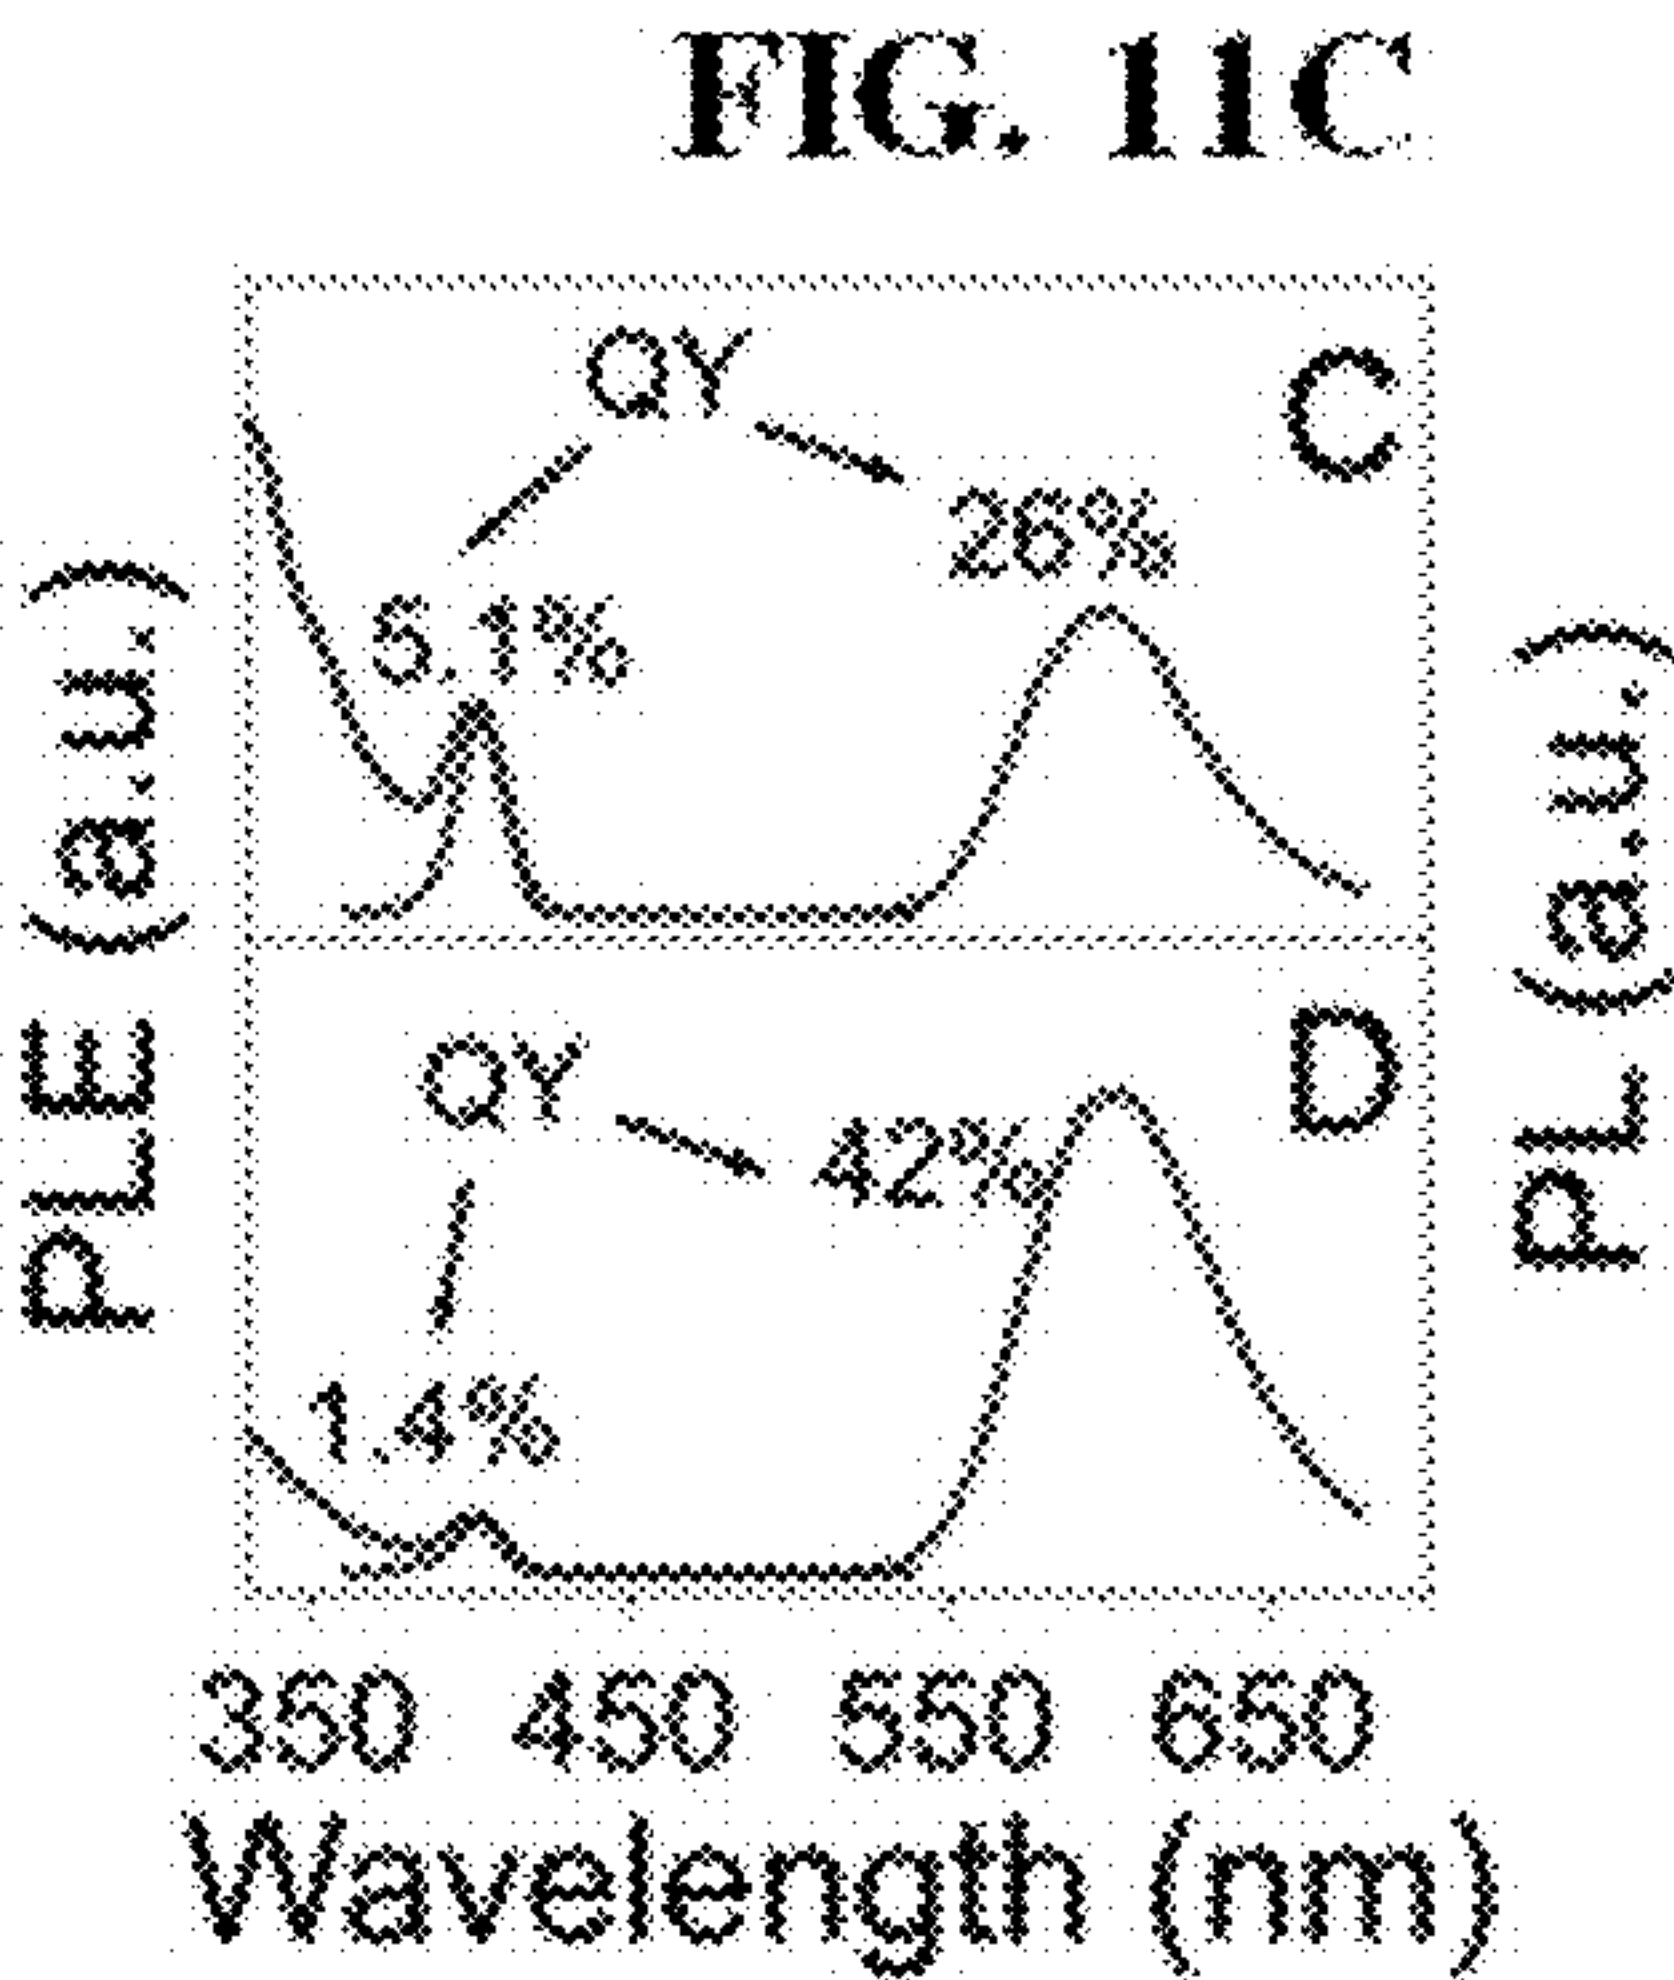 FIG. 11C
QY
C
26%
5.1%
PLE (a.u.)
PL (a.u.)
QY
D
42%
1.4%
350 450 550 650
Wavelength (nm)